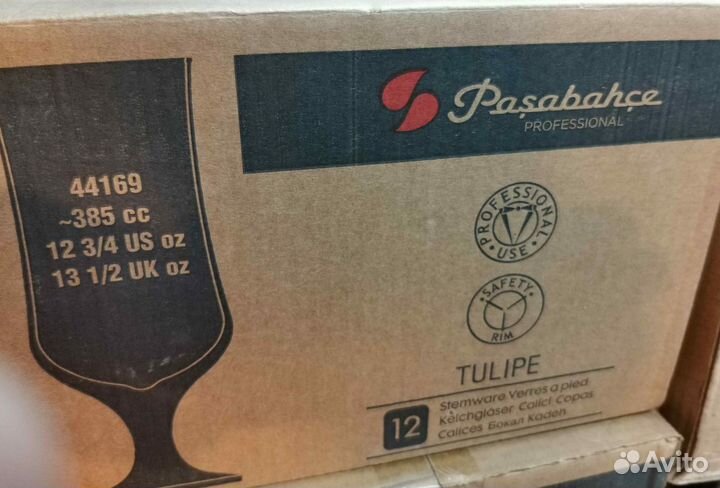 Paşabahçe
PROFESSIONAL
44169
~385 cc
12 3/4 US oz
13 1/2 UK oz
PROFESSIONAL
USE
SAFETY
RIM
TULIPE
12
Stemware Verres a pied
Kelchgläser Calici Copas
Calices Бокал Kadeh
Avito